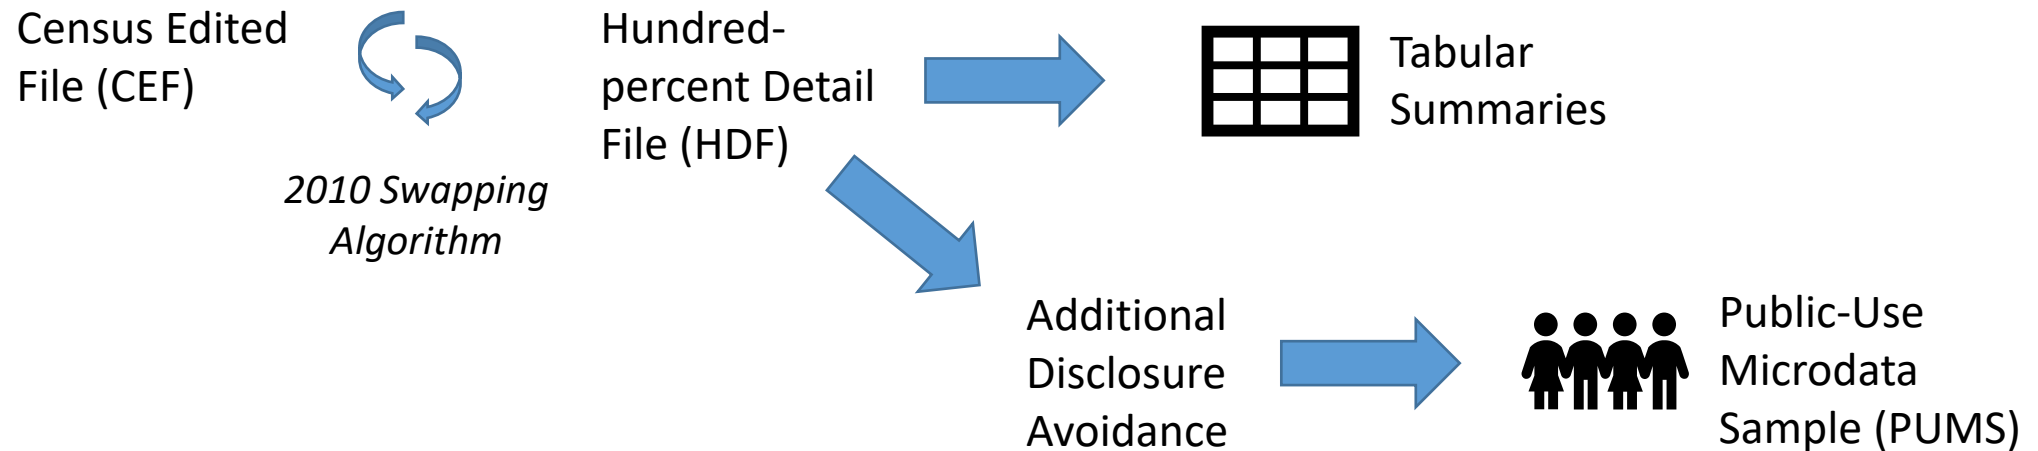 Census Edited
File (CEF)
2010 Swapping
Algorithm
Hundred-
percent Detail
File (HDF)
Tabular
Summaries
Additional
Disclosure
Avoidance
Public-Use
Microdata
Sample (PUMS)